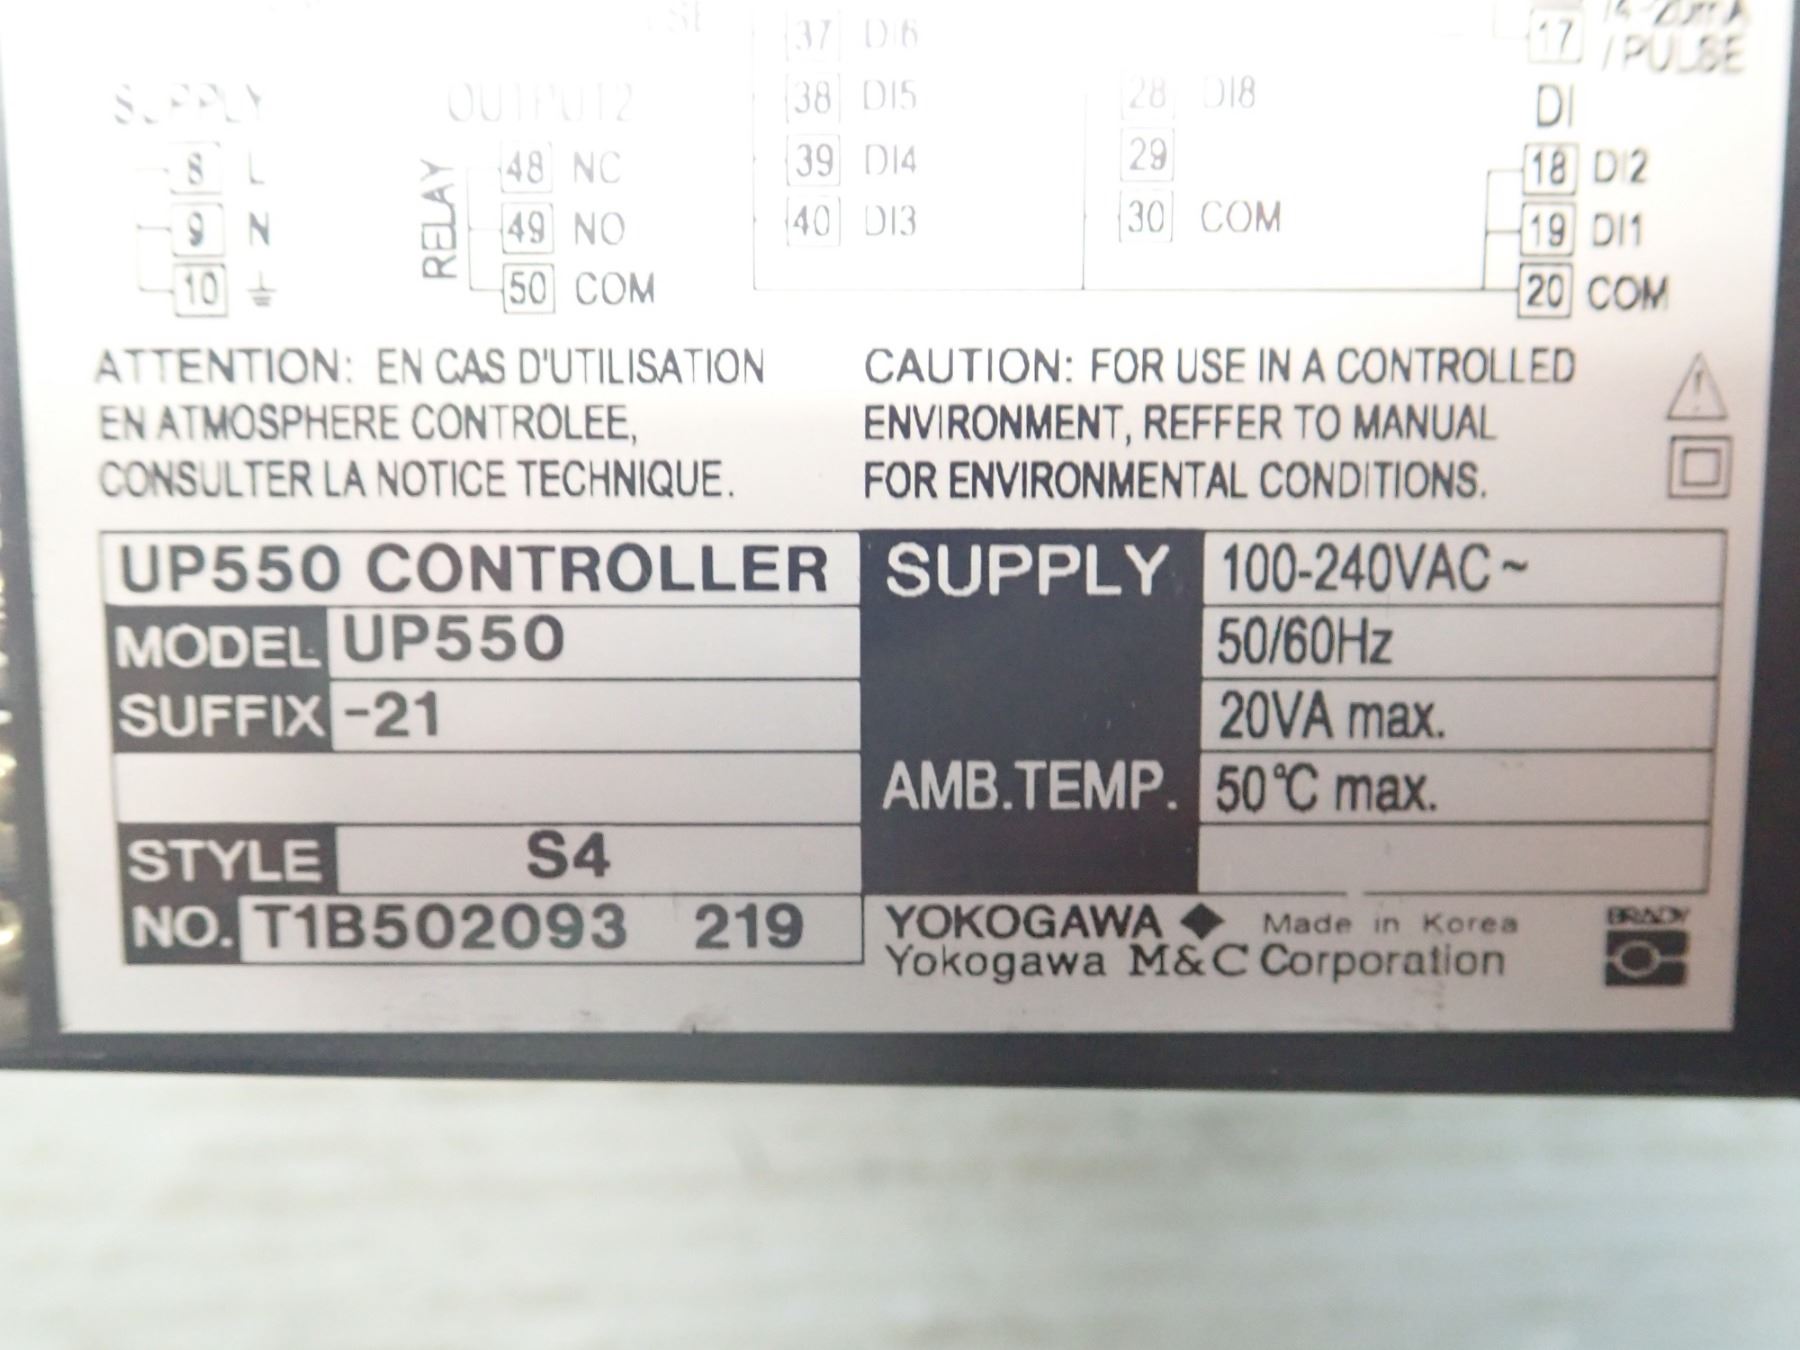 37 DI6
17 /PULSE
SUPPLY OUTPUT2 38 DI5 28 DI8 DI
8 L RELAY 48 NC 39 DI4 29 18 DI2
9 N 49 NO 40 DI3 30 COM 19 DI1
10 50 COM 20 COM
ATTENTION: EN CAS D'UTILISATION
EN ATMOSPHERE CONTROLEE,
CONSULTER LA NOTICE TECHNIQUE.
CAUTION: FOR USE IN A CONTROLLED
ENVIRONMENT, REFFER TO MANUAL
FOR ENVIRONMENTAL CONDITIONS.
UP550 CONTROLLER
MODEL UP550
SUFFIX -21
STYLE S4
NO. T1B502093 219
SUPPLY 100-240VAC~
50/60Hz
20VA max.
AMB.TEMP. 50°C max.
YOKOGAWA ◆ Made in Korea
Yokogawa M&C Corporation
BRADY